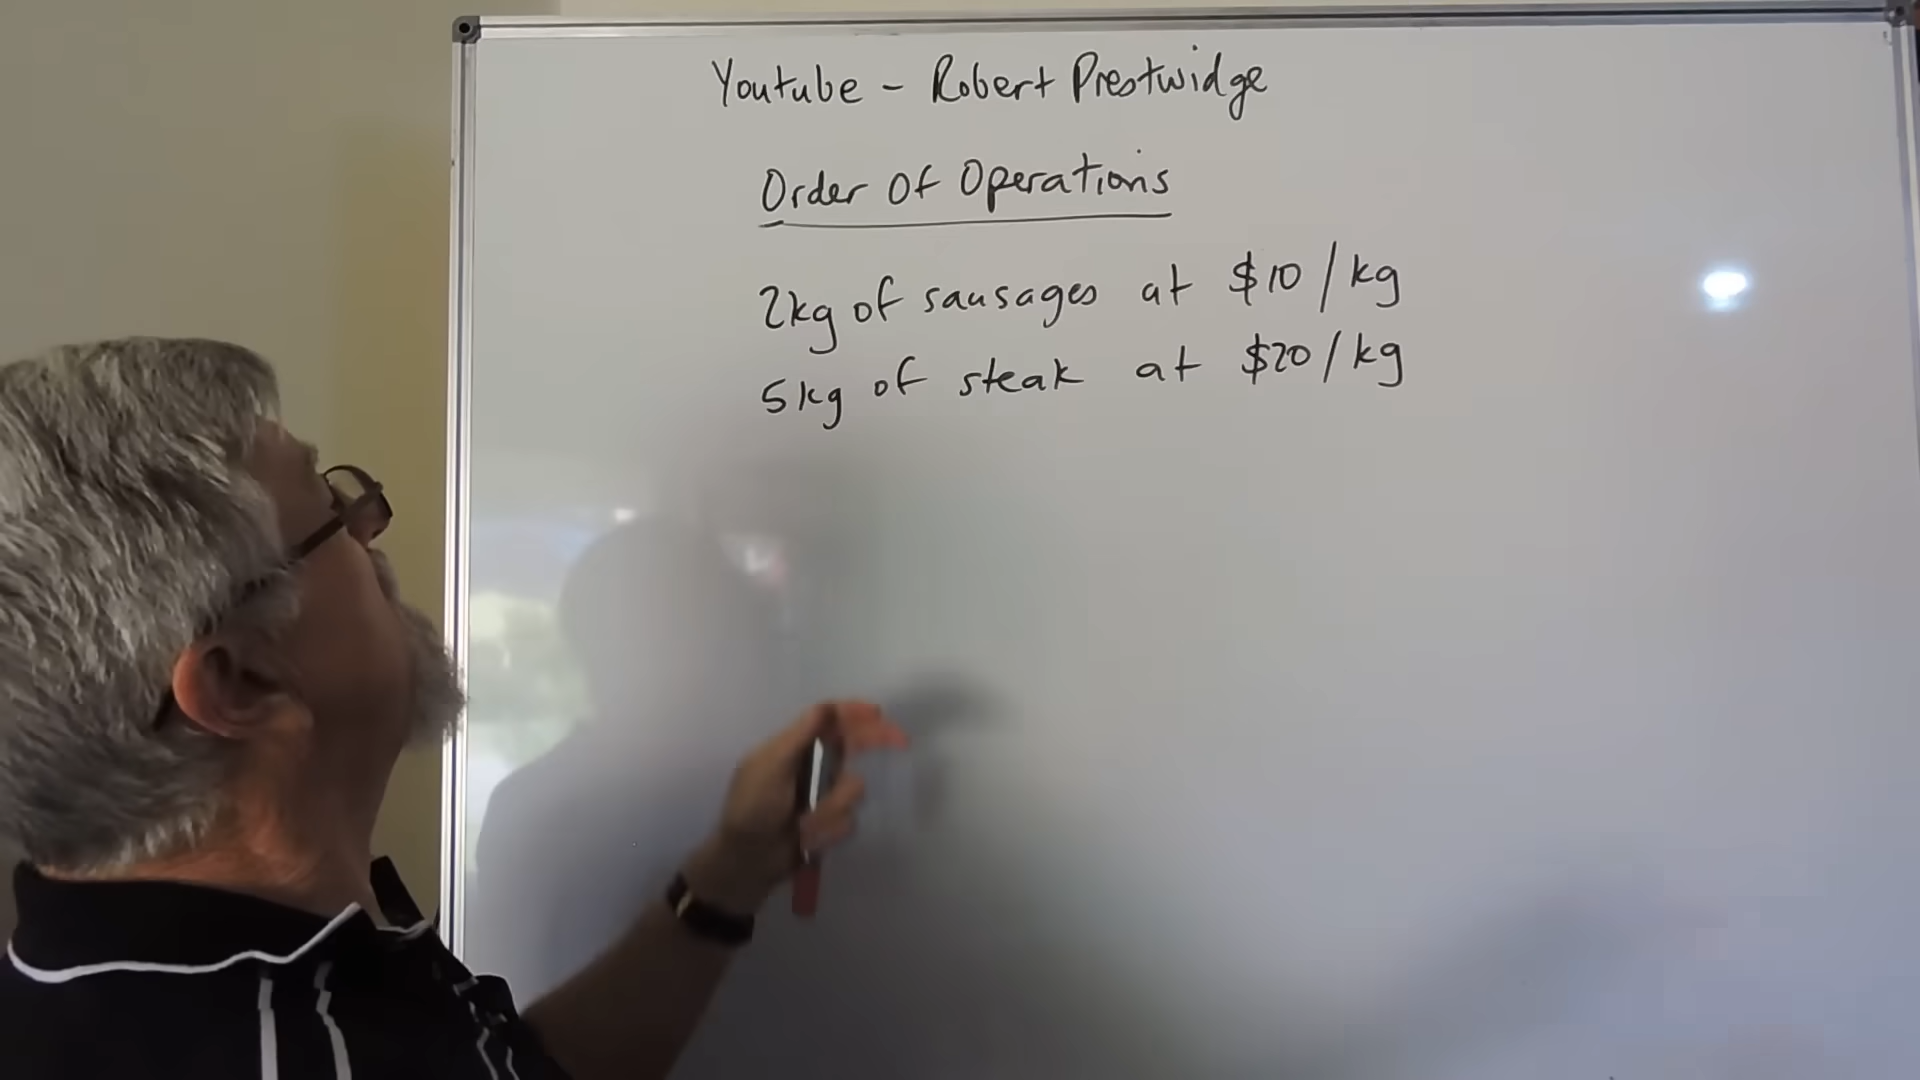 Youtube - Robert Prestwidge
Order Of Operations
2kg of sausages at $10/kg
5kg of steak at $20/kg